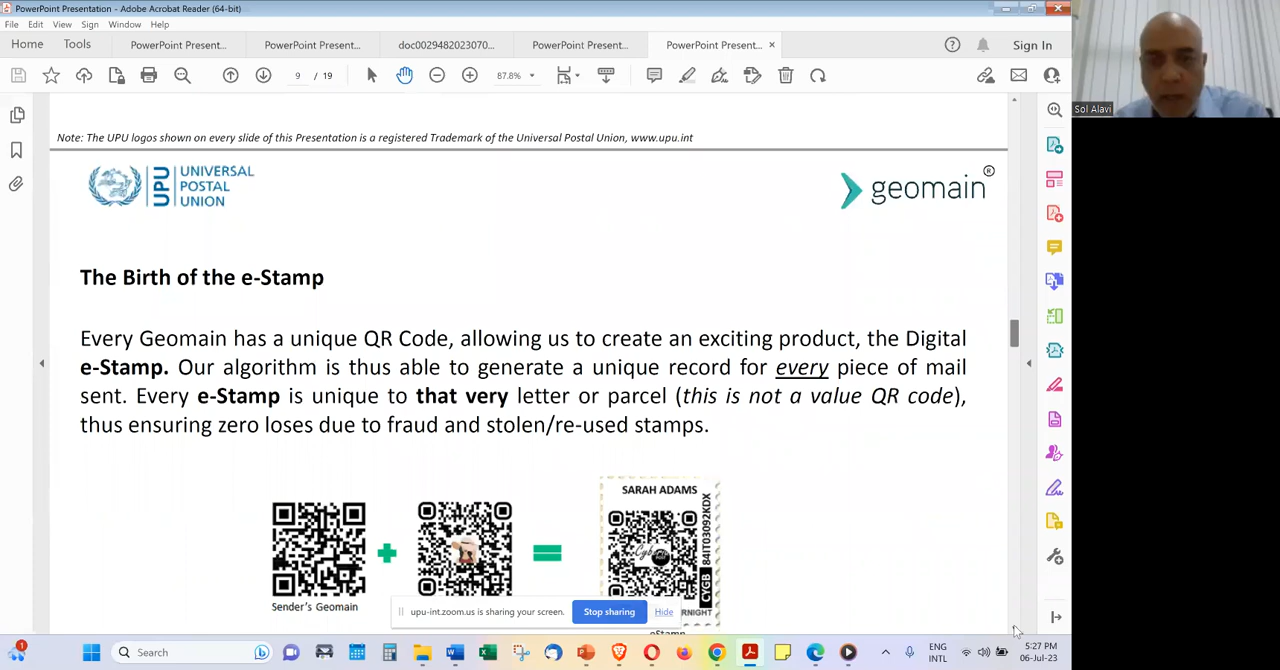 PowerPoint Presentation - Adobe Acrobat Reader (64-bit)
File Edit View Sign Window Help
Home Tools PowerPoint Present... PowerPoint Present... doc0029482023070... PowerPoint Present... PowerPoint Present... × Sign In
9 / 19 87.8%
Sol Alavi
Note: The UPU logos shown on every slide of this Presentation is a registered Trademark of the Universal Postal Union, www.upu.int
UPU
UNIVERSAL
POSTAL
UNION
geomain®
The Birth of the e-Stamp
Every Geomain has a unique QR Code, allowing us to create an exciting product, the Digital
e-Stamp. Our algorithm is thus able to generate a unique record for every piece of mail
sent. Every e-Stamp is unique to that very letter or parcel (this is not a value QR code),
thus ensuring zero loses due to fraud and stolen/re-used stamps.
SARAH ADAMS
CYGB 84IT03092KDX
Sender's Geomain
upu-int.zoom.us is sharing your screen. Stop sharing Hide
eStamp
1
Search
ENG
INTL
5:27 PM
06-Jul-23